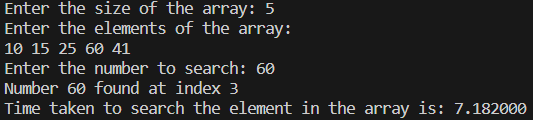 Enter the size of the array: 5
Enter the elements of the array:
10 15 25 60 41
Enter the number to search: 60
Number 60 found at index 3
Time taken to search the element in the array is: 7.182000